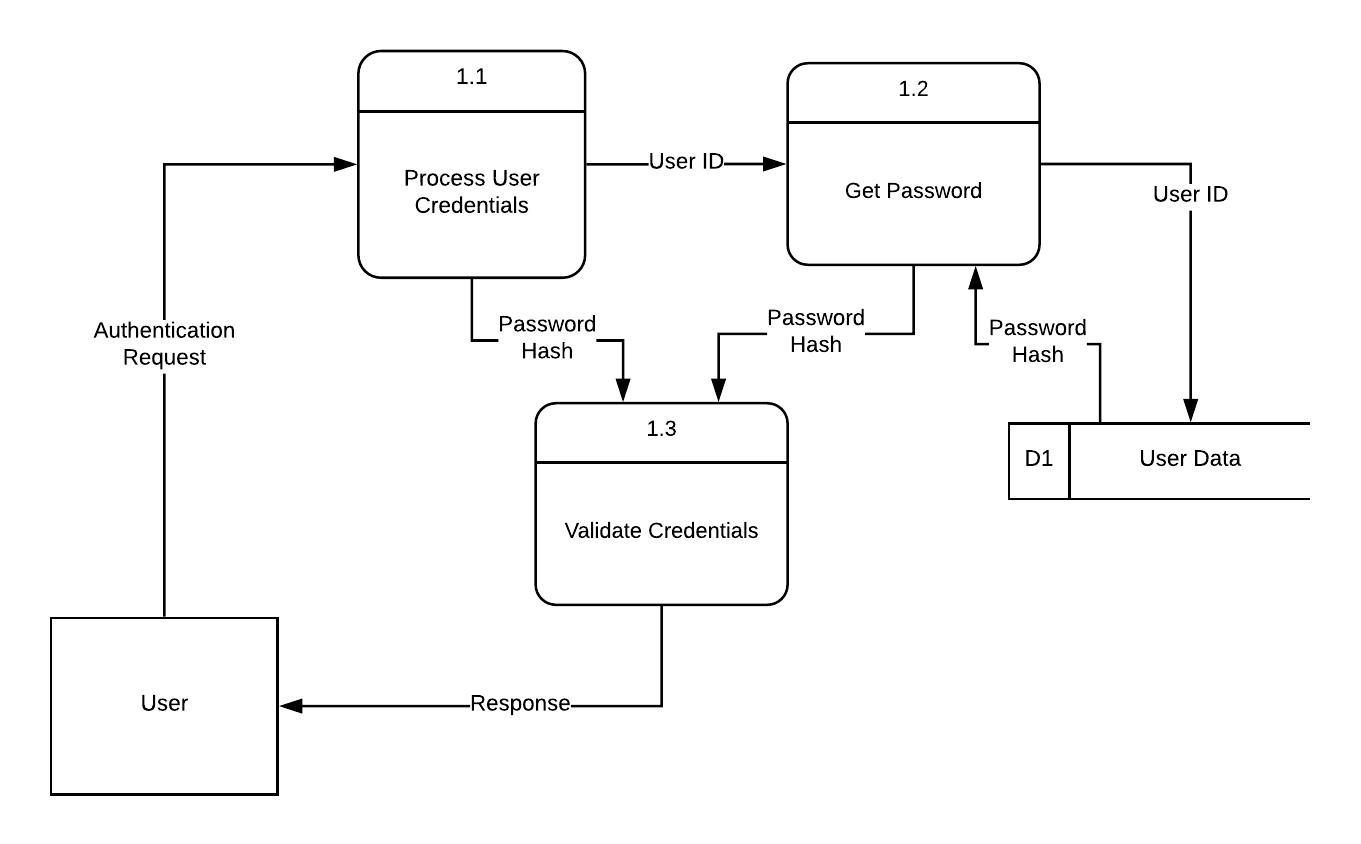 1.1
Process User
Credentials
User ID
1.2
Get Password
User ID
Authentication
Request
Password
Hash
Password
Hash
Password
Hash
1.3
Validate Credentials
D1
User Data
User
Response